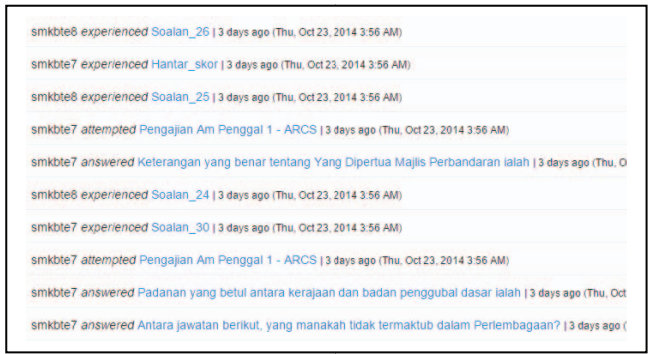 smkbte8 experienced Soalan_26 | 3 days ago (Thu, Oct 23, 2014 3:56 AM)
smkbte7 experienced Hantar_skor | 3 days ago (Thu, Oct 23, 2014 3:56 AM)
smkbte8 experienced Soalan_25 | 3 days ago (Thu, Oct 23, 2014 3:56 AM)
smkbte7 attempted Pengajian Am Penggal 1 - ARCS | 3 days ago (Thu, Oct 23, 2014 3:56 AM)
smkbte7 answered Keterangan yang benar tentang Yang Dipertua Majlis Perbandaran ialah | 3 days ago (Thu, O
smkbte8 experienced Soalan_24 | 3 days ago (Thu, Oct 23, 2014 3:56 AM)
smkbte7 experienced Soalan_30 | 3 days ago (Thu, Oct 23, 2014 3:56 AM)
smkbte7 attempted Pengajian Am Penggal 1 - ARCS | 3 days ago (Thu, Oct 23, 2014 3:56 AM)
smkbte7 answered Padanan yang betul antara kerajaan dan badan penggubal dasar ialah | 3 days ago (Thu, Oct
smkbte7 answered Antara jawatan berikut, yang manakah tidak termaktub dalam Perlembagaan? | 3 days ago (